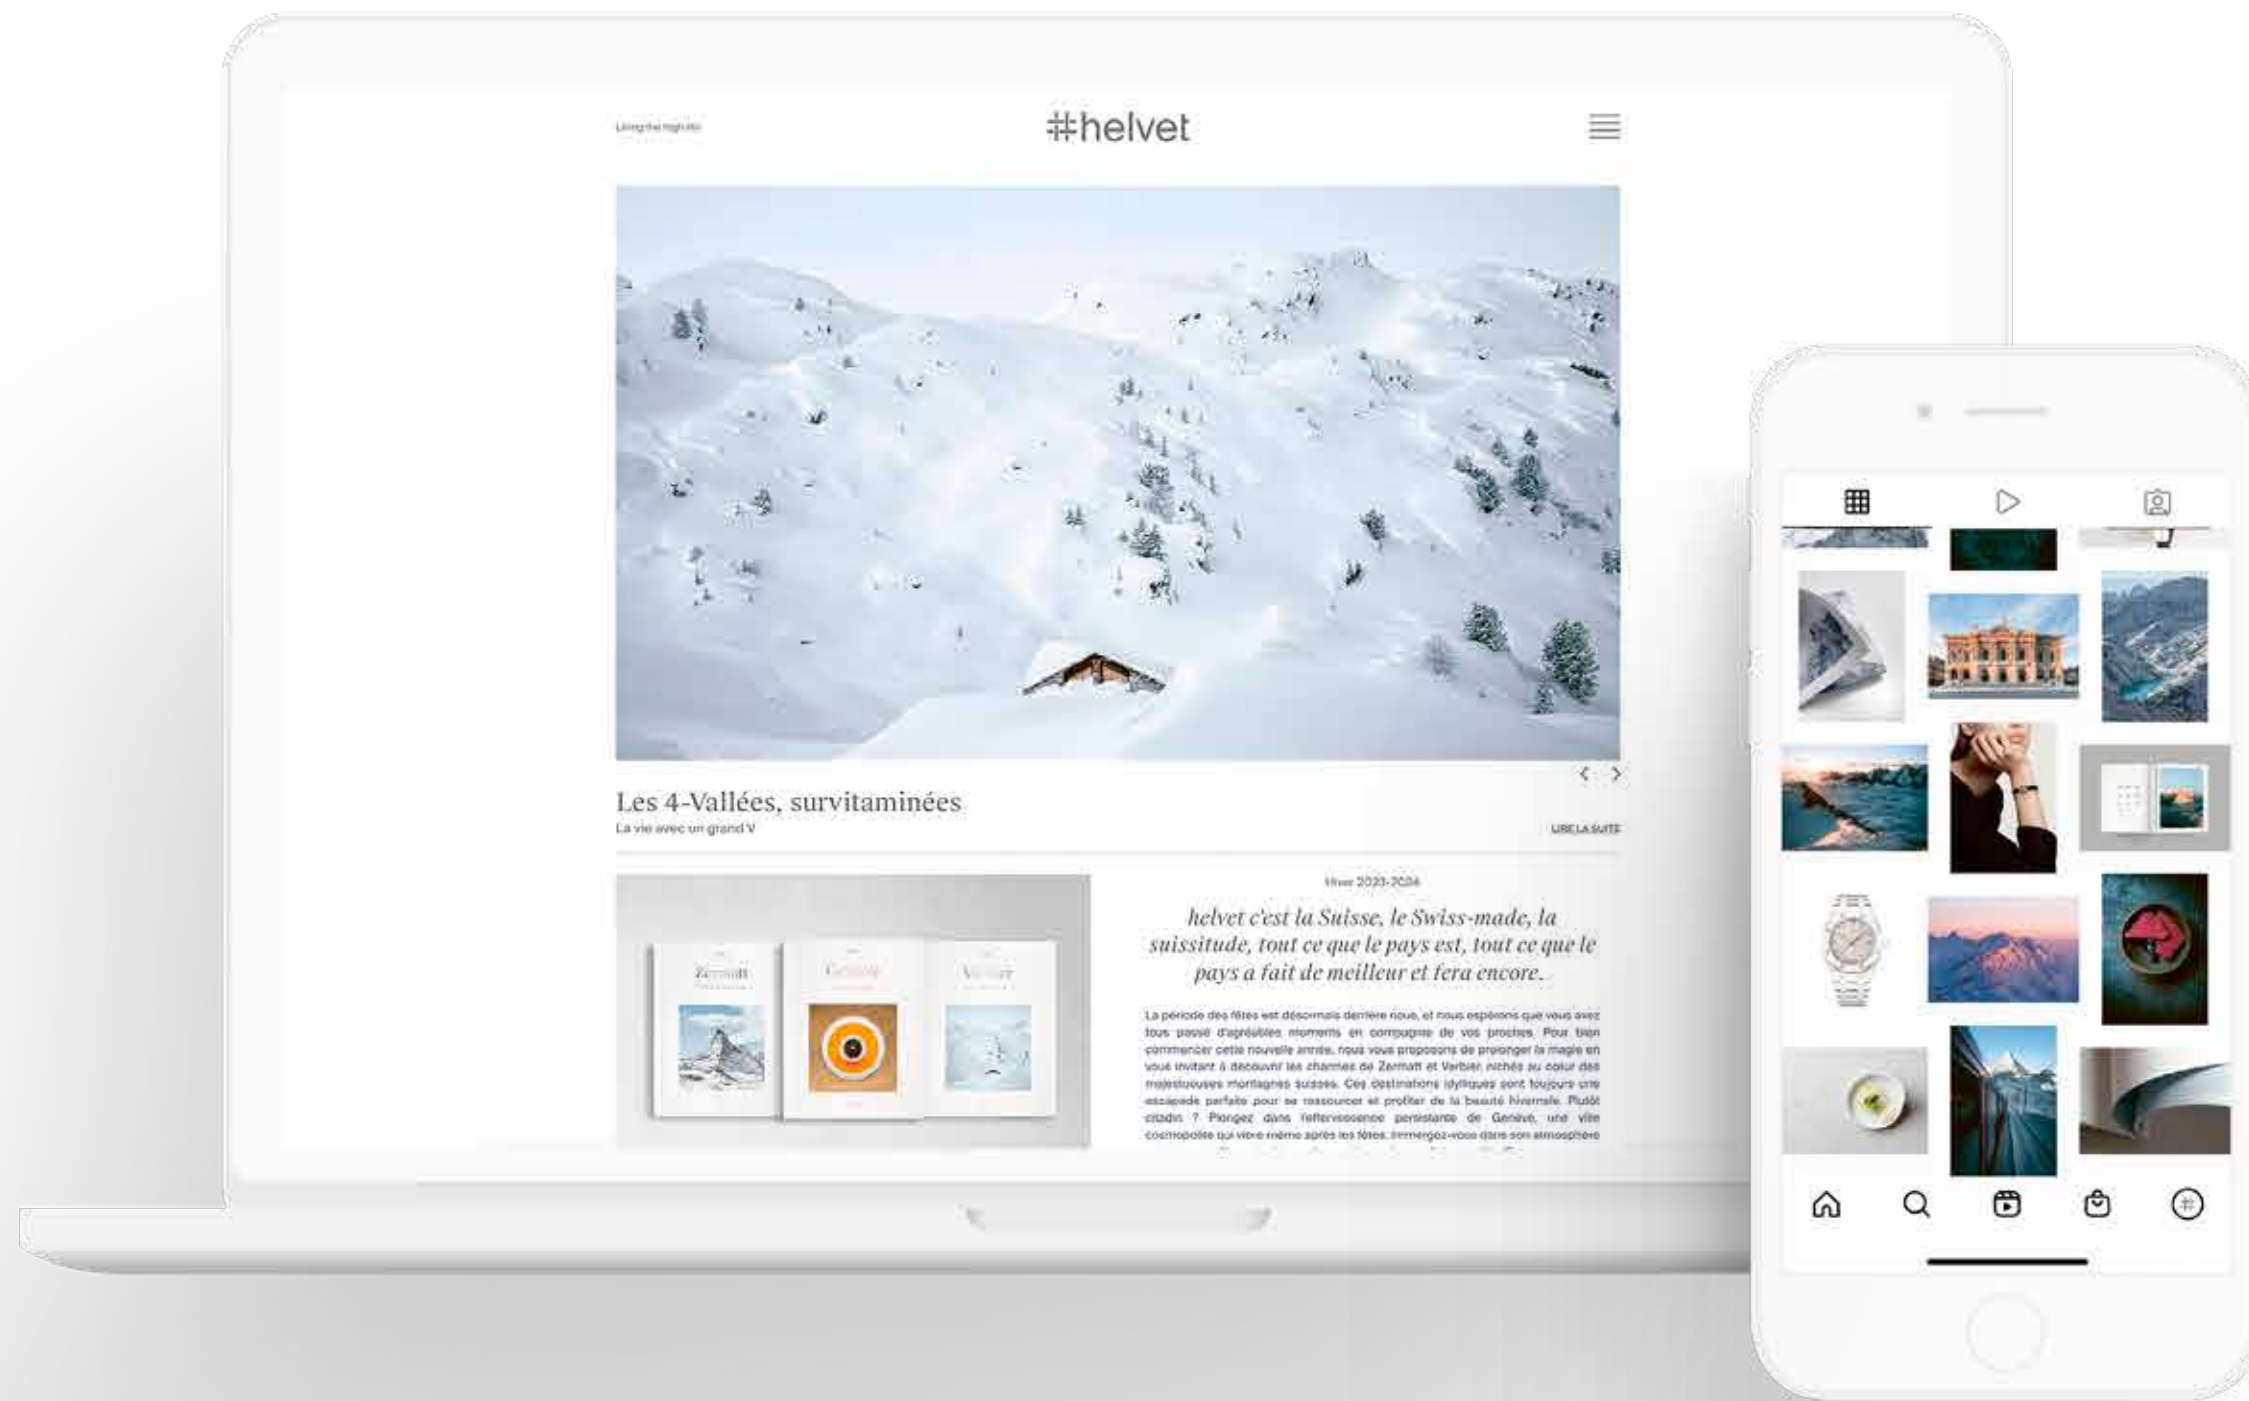 Living the high life
#helvet
Les 4-Vallées, survitaminées
La vie avec un grand V
LIRE LA SUITE
Zermatt
Genève
Verbier
Hiver 2023-2024
helvet c'est la Suisse, le Swiss-made, la
suissitude, tout ce que le pays est, tout ce que le
pays a fait de meilleur et fera encore.
La période des fêtes est désormais derrière nous, et nous espérons que vous avez
tous passé d'agréables moments en compagnie de vos proches. Pour bien
commencer cette nouvelle année, nous vous proposons de prolonger la magie en
vous invitant à découvrir les charmes de Zermatt et Verbier, nichés au cœur des
majestueuses montagnes suisses. Ces destinations idylliques sont toujours une
escapade parfaite pour se ressourcer et profiter de la beauté hivernale. Plutôt
citadin ? Plongez dans l'effervescence persistante de Genève, une ville
cosmopolite qui vibre même après les fêtes. Immergez-vous dans son atmosphère